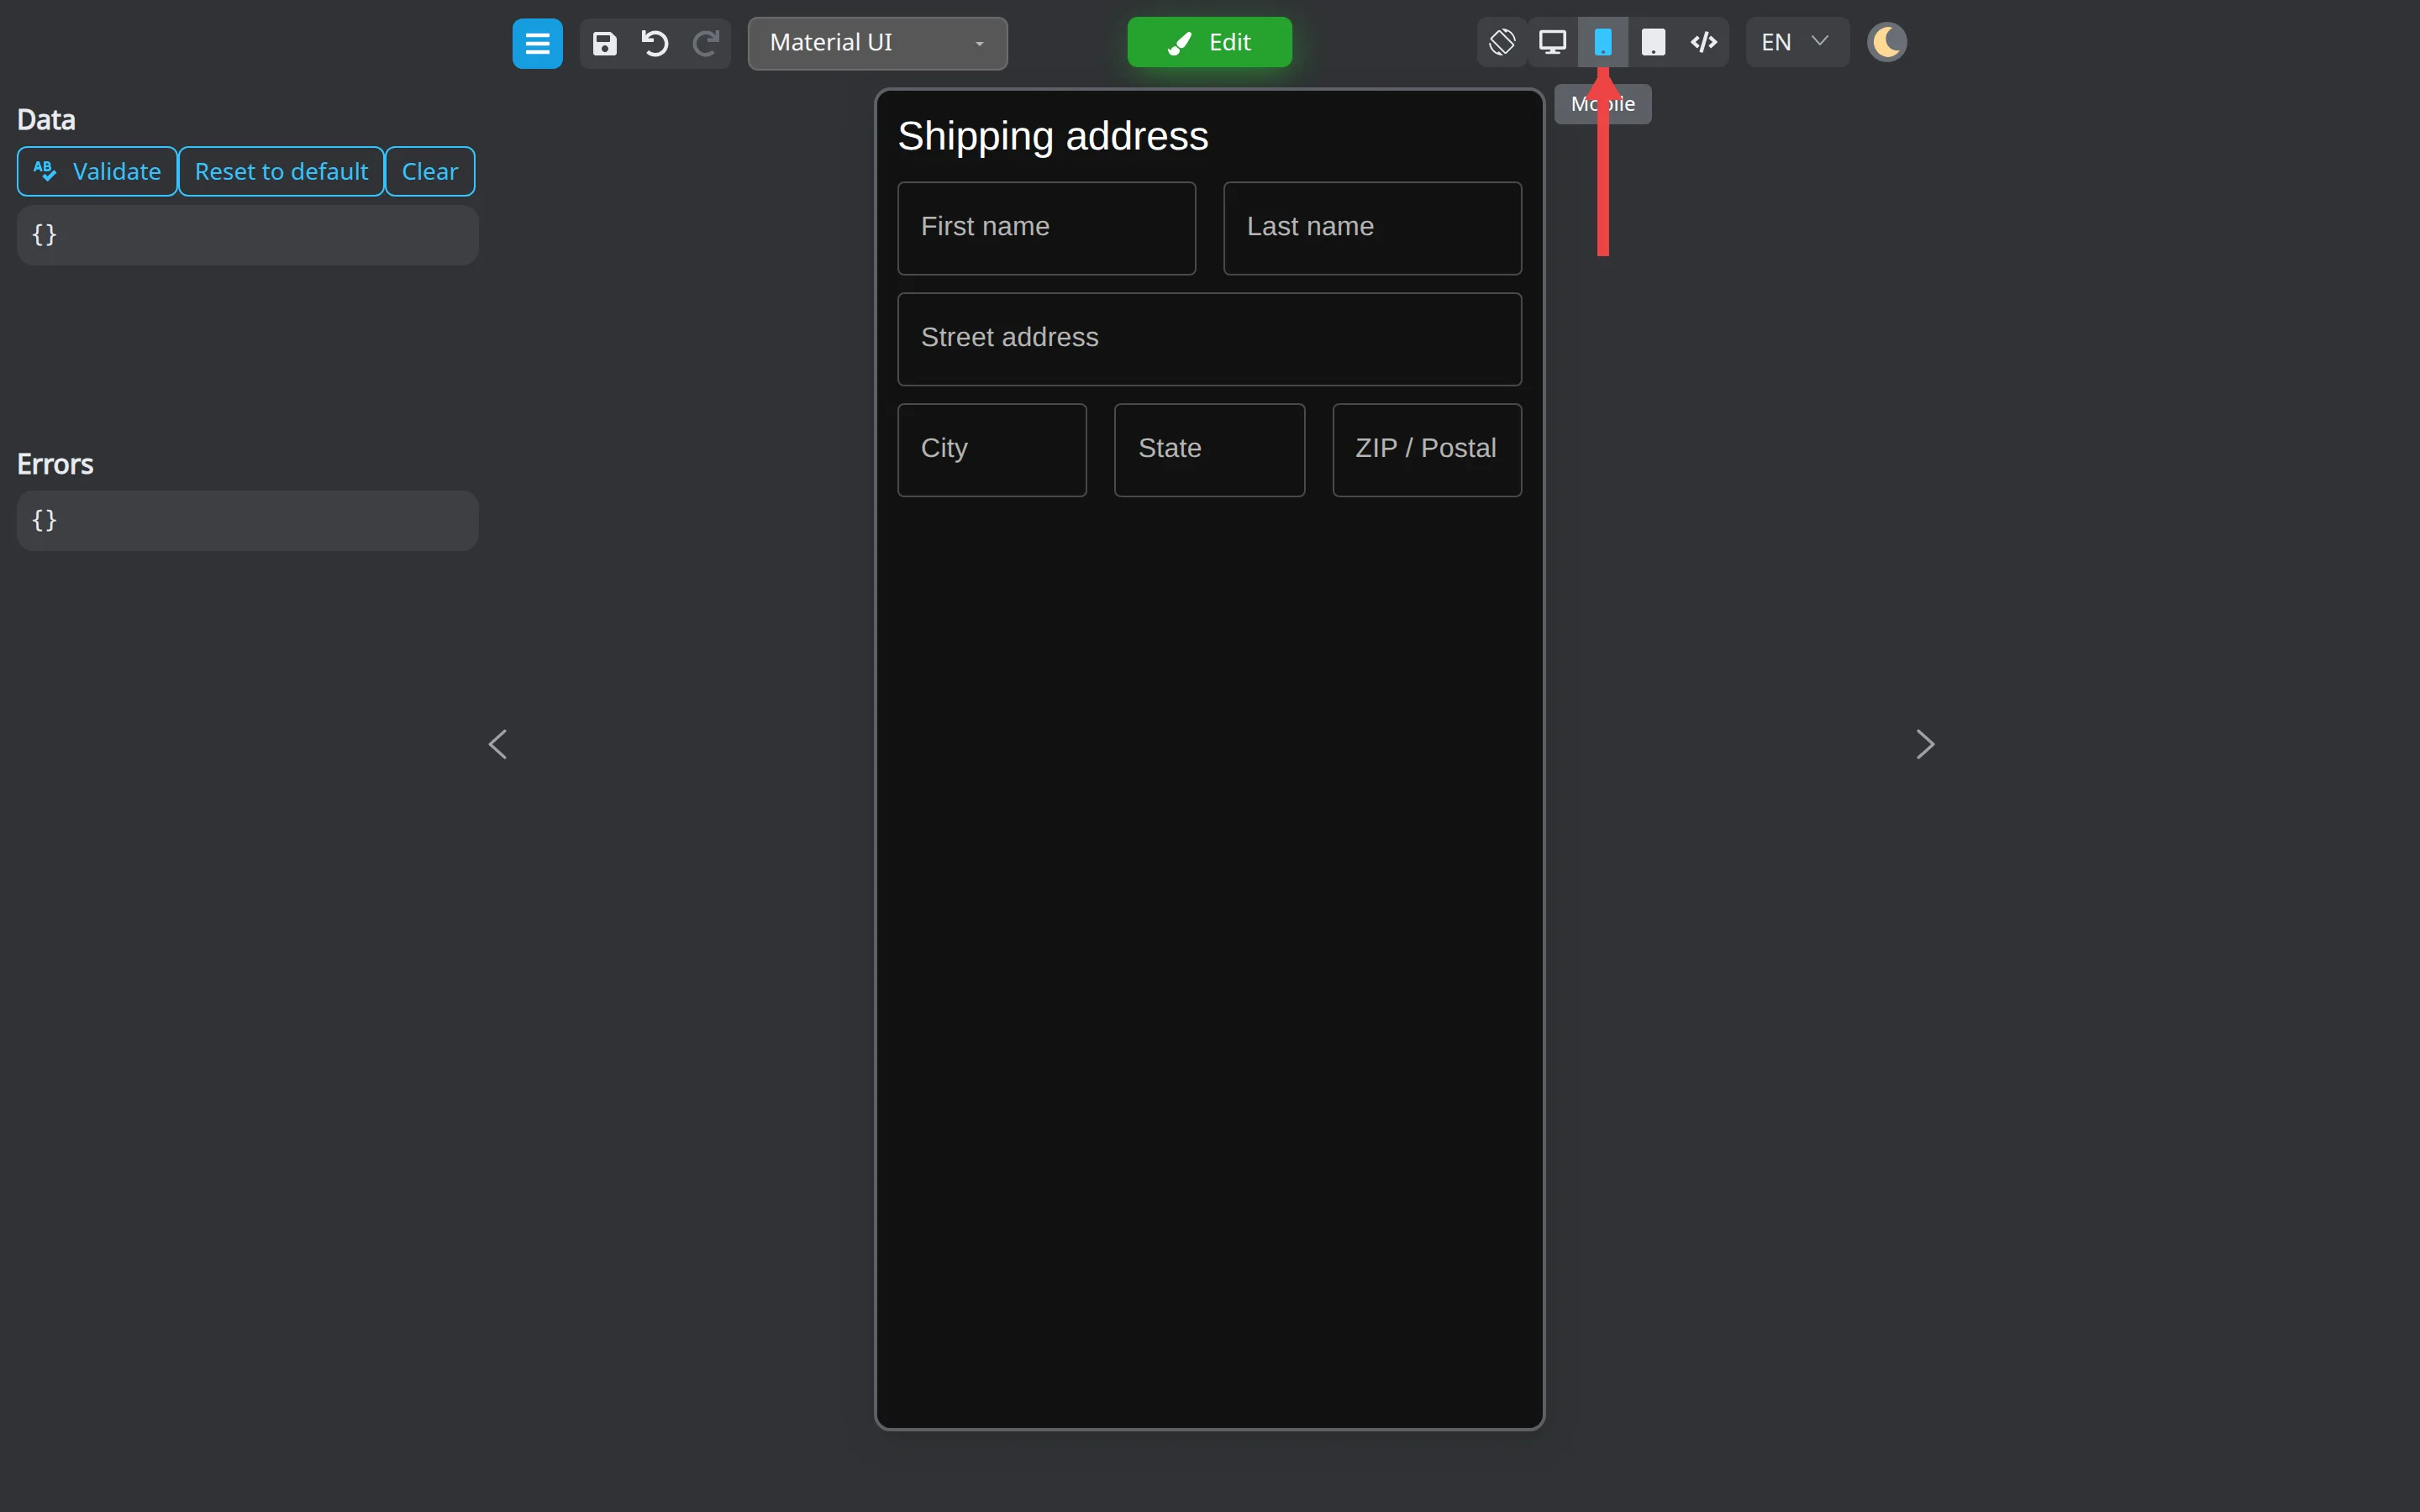 Material UI
Edit
EN
Mobile
Data
Validate
Reset to default
Clear
{}
Errors
{}
Shipping address
First name
Last name
Street address
City
State
ZIP / Postal